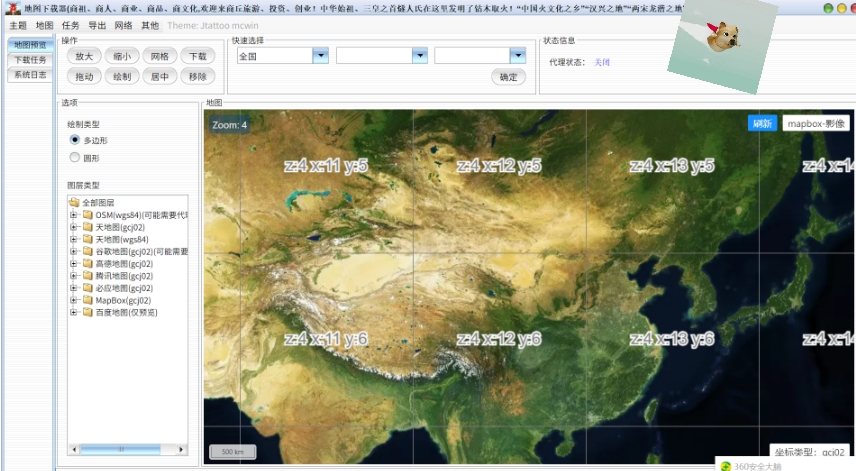 地图下载器[商祖、商人、商业、商品、商文化,欢迎来商丘旅游、投资、创业！中华始祖、三皇之首燧人氏在这里发明了钻木取火！“中国火文化之乡”“汉兴之地”“两宋龙潜之地
主题 地图 任务 导出 网络 其他 Theme: Jtattoo mcwin
地图预览
下载任务
系统日志
操作
放大 缩小 网格 下载
拖动 绘制 居中 移除
快速选择
全国
确定
状态信息
代理状态： 关闭
选项
绘制类型
多边形
圆形
图层类型
全部图层
OSM(wgs84)(可能需要代理
天地图(gcj02)
天地图(wgs84)
谷歌地图(gcj02)(可能需要
高德地图(gcj02)
腾讯地图(gcj02)
必应地图(gcj02)
MapBox(gcj02)
百度地图(仅预览)
地图
Zoom: 4
刷新 mapbox-影像
z:4 x:11 y:5 z:4 x:12 y:5 z:4 x:13 y:5 z:4 x:14
z:4 x:11 y:6 z:4 x:12 y:6 z:4 x:13 y:6 z:4 x:14
500 km
坐标类型：gcj02
360安全大脑